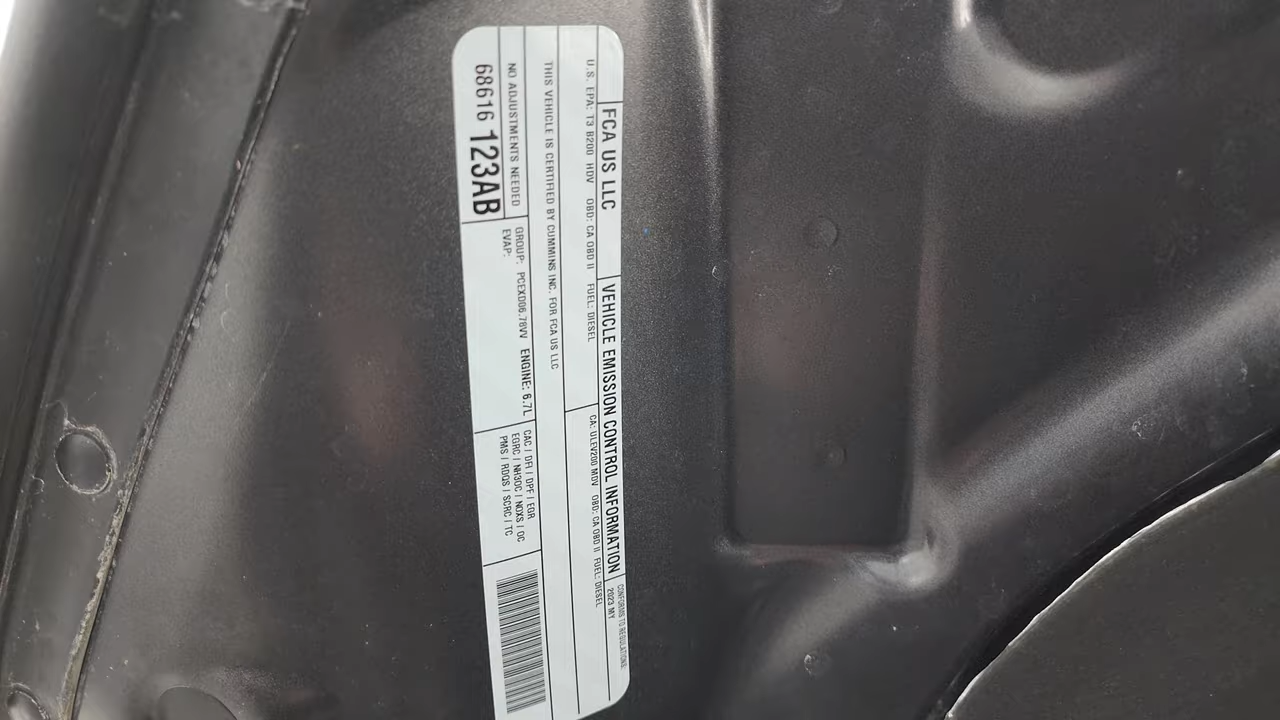 FCA US LLC
VEHICLE EMISSION CONTROL INFORMATION
CONFORMS TO REGULATIONS:
2023 MY
U.S. EPA: T3 B200 HDV OBD: CA OBD II FUEL: DIESEL
CA: ULEV200 MDV OBD: CA OBD II FUEL: DIESEL
THIS VEHICLE IS CERTIFIED BY CUMMINS INC. FOR FCA US LLC
NO ADJUSTMENTS NEEDED
68616 123AB
GROUP: PCEXD06.78VV ENGINE: 6.7L
EVAP:
CAC / DFI / DPF / EGR
EGRC / NH3OC / NOXS / OC
PMS / RDQS / SCRC / TC